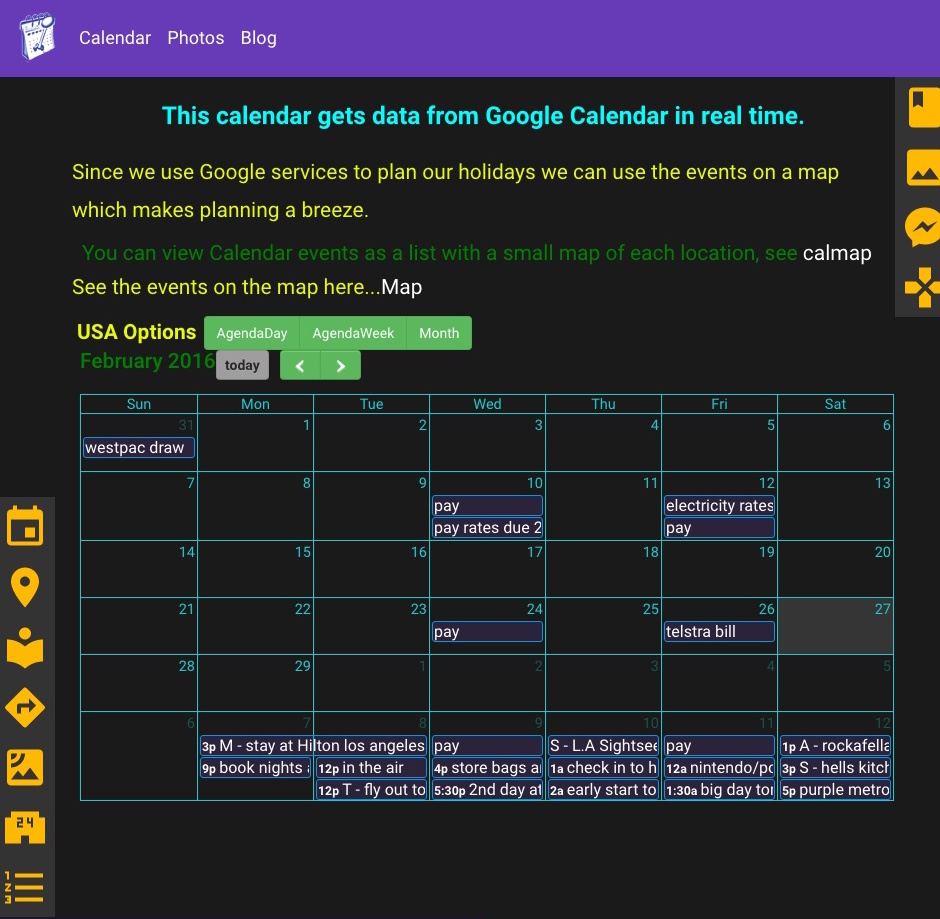 Calendar Photos Blog
This calendar gets data from Google Calendar in real time.
Since we use Google services to plan our holidays we can use the events on a map
which makes planning a breeze.
You can view Calendar events as a list with a small map of each location, see calmap
See the events on the map here...Map
USA Options AgendaDay AgendaWeek Month
February 2016 today
Sun Mon Tue Wed Thu Fri Sat
31 1 2 3 4 5 6
westpac draw
7 8 9 10 11 12 13
pay electricity rates
pay rates due 2 pay
14 15 16 17 18 19 20
21 22 23 24 25 26 27
pay telstra bill
28 29 1 2 3 4 5
6 7 8 9 10 11 12
3p M - stay at Hilton los angeles pay S - L.A Sightsee pay 1p A - rockafella
9p book nights 12p in the air 4p store bags a 1a check in to h 12a nintendo/po 3p S - hells kitch
12p T - fly out to 5:30p 2nd day at 2a early start to 1:30a big day tor 5p purple metro
24
1
2
3